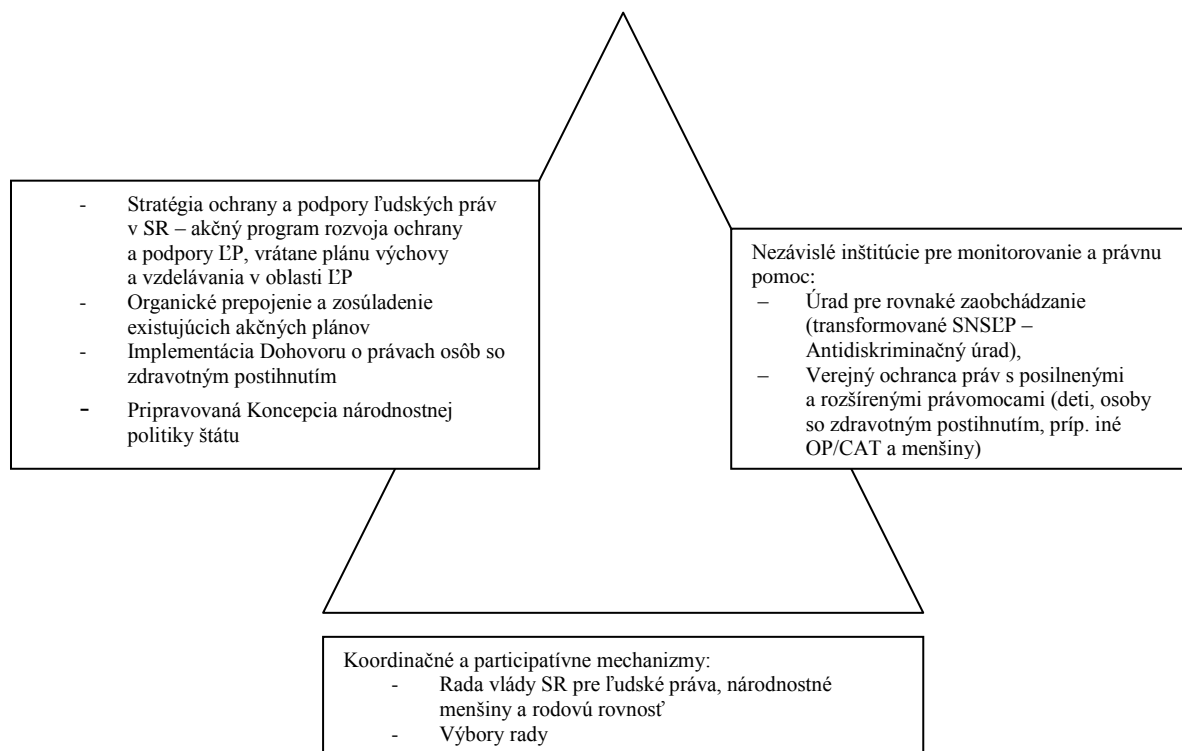 - Stratégia ochrany a podpory ľudských práv
v SR – akčný program rozvoja ochrany
a podpory ĽP, vrátane plánu výchovy
a vzdelávania v oblasti ĽP
- Organické prepojenie a zosúladenie
existujúcich akčných plánov
- Implementácia Dohovoru o právach osôb so
zdravotným postihnutím
- Pripravovaná Koncepcia národnostnej
politiky štátu
Nezávislé inštitúcie pre monitorovanie a právnu
pomoc:
– Úrad pre rovnaké zaobchádzanie
(transformované SNSĽP –
Antidiskriminačný úrad),
– Verejný ochranca práv s posilnenými
a rozšírenými právomocami (deti, osoby
so zdravotným postihnutím, príp. iné
OP/CAT a menšiny)
Koordinačné a participatívne mechanizmy:
- Rada vlády SR pre ľudské práva, národnostné
menšiny a rodovú rovnosť
- Výbory rady